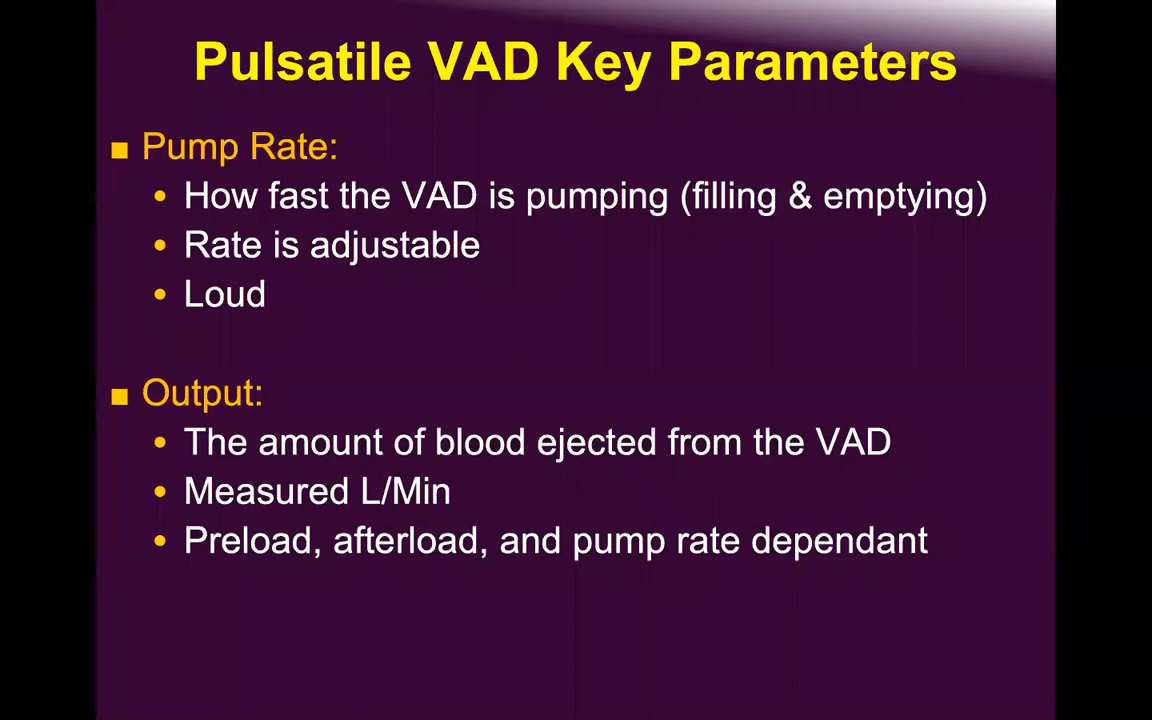 Pulsatile VAD Key Parameters
■ Pump Rate:
• How fast the VAD is pumping (filling & emptying)
• Rate is adjustable
• Loud
■ Output:
• The amount of blood ejected from the VAD
• Measured L/Min
• Preload, afterload, and pump rate dependant